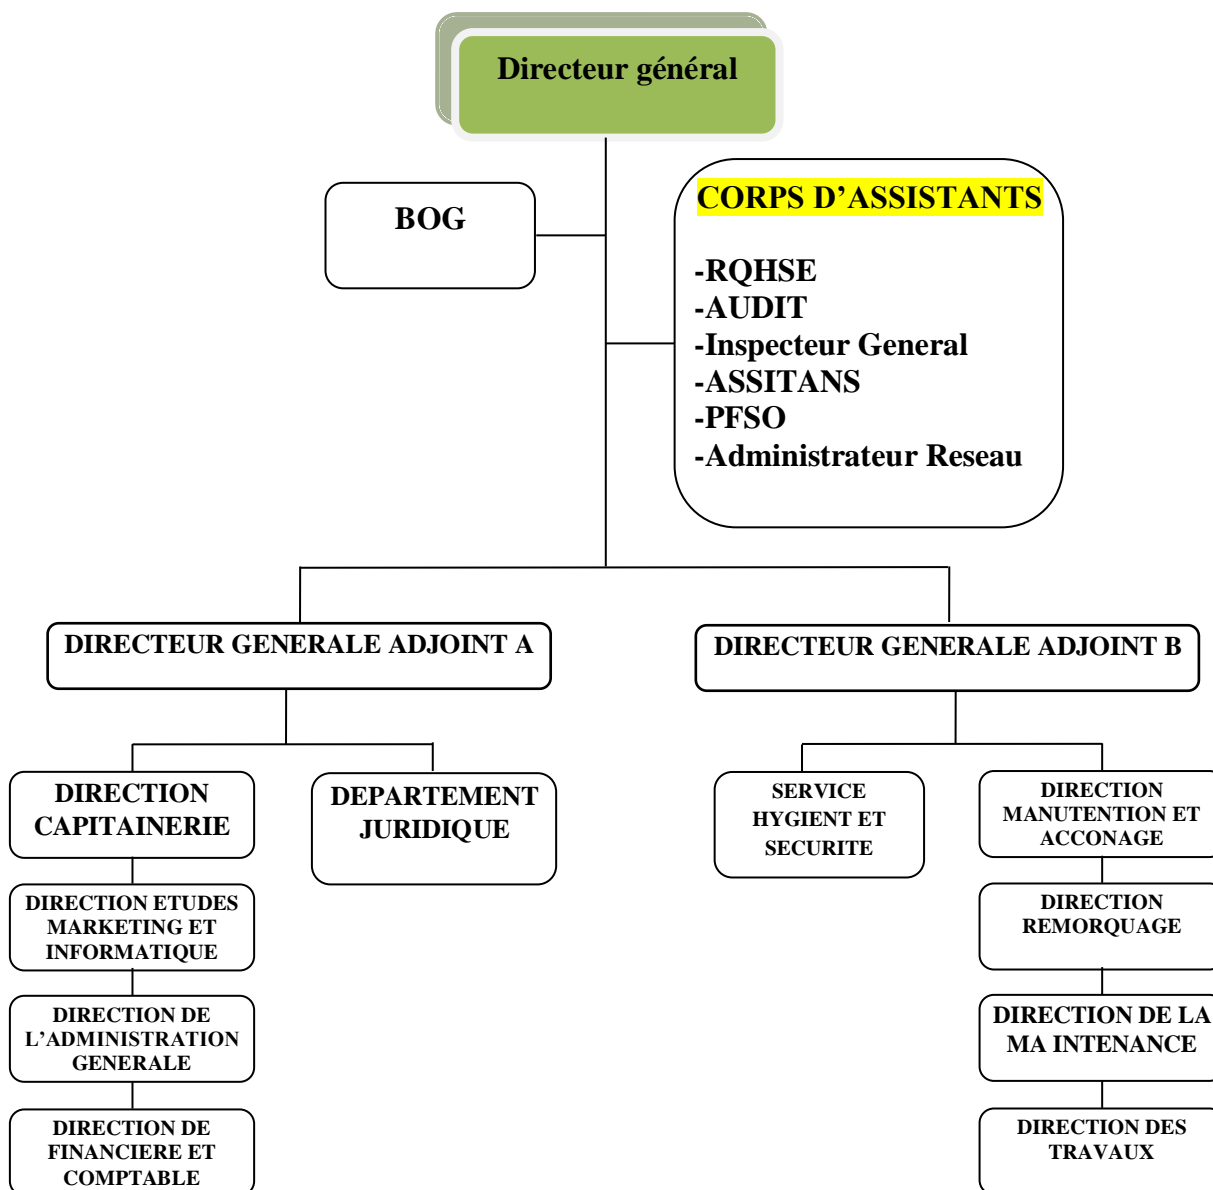 Directeur général
BOG
CORPS D’ASSISTANTS
-RQHSE
-AUDIT
-Inspecteur General
-ASSITANS
-PFSO
-Administrateur Reseau
DIRECTEUR GENERALE ADJOINT A
DIRECTEUR GENERALE ADJOINT B
DIRECTION
CAPITAINERIE
DEPARTEMENT
JURIDIQUE
SERVICE
HYGIENT ET
SECURITE
DIRECTION
MANUTENTION ET
ACCONAGE
DIRECTION ETUDES
MARKETING ET
INFORMATIQUE
DIRECTION
REMORQUAGE
DIRECTION DE
L’ADMINISTRATION
GENERALE
DIRECTION DE LA
MA INTENANCE
DIRECTION DE
FINANCIERE ET
COMPTABLE
DIRECTION DES
TRAVAUX